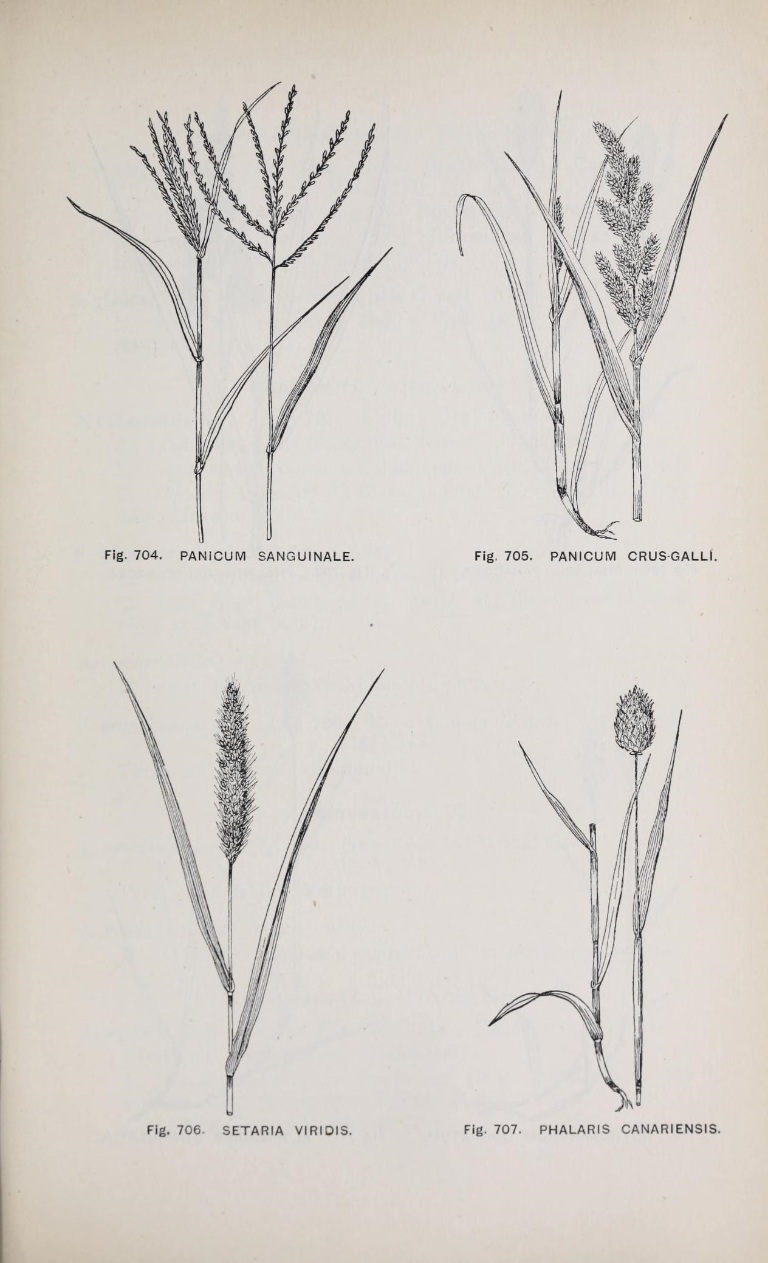 Fig. 704. PANICUM SANGUINALE.
Fig. 705. PANICUM CRUS-GALLI.
Fig. 706. SETARIA VIRIDIS.
Fig. 707. PHALARIS CANARIENSIS.